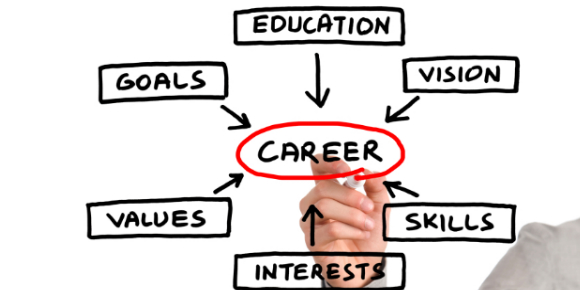 EDUCATION
GOALS
VISION
CAREER
VALUES
SKILLS
INTERESTS